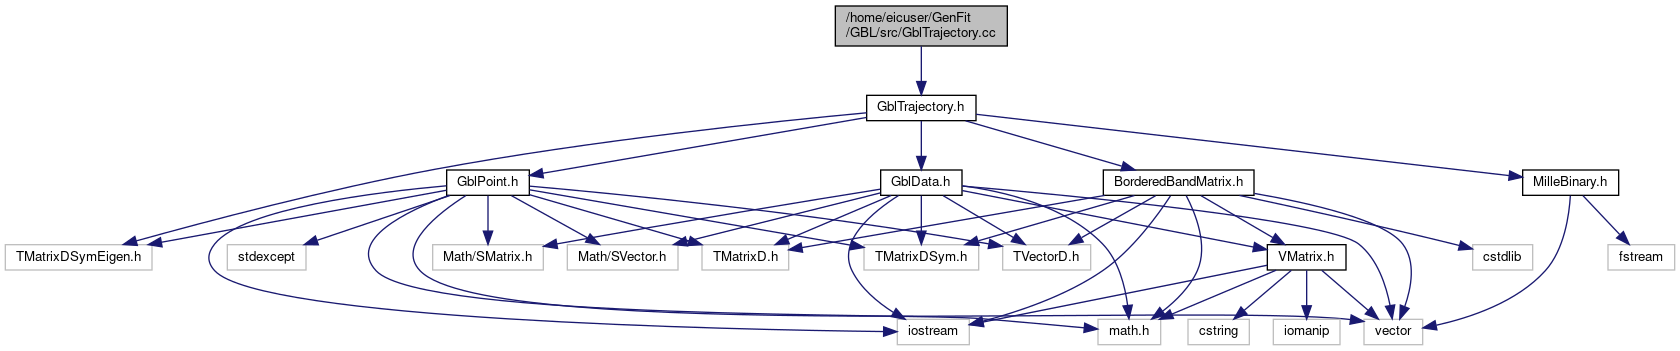 /home/eicuser/GenFit
/GBL/src/GblTrajectory.cc
GblTrajectory.h
GblPoint.h
GblData.h
BorderedBandMatrix.h
MilleBinary.h
TMatrixDSymEigen.h
stdexcept
Math/SMatrix.h
Math/SVector.h
TMatrixD.h
TMatrixDSym.h
TVectorD.h
VMatrix.h
cstdlib
fstream
iostream
math.h
cstring
iomanip
vector